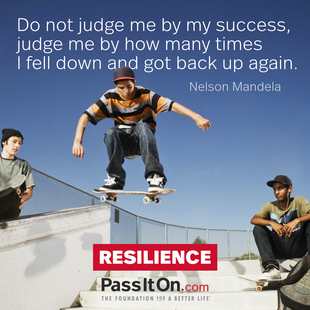 Do not judge me by my success,
judge me by how many times
I fell down and got back up again.
Nelson Mandela
RESILIENCE
PassItOn.com
THE FOUNDATION FOR A BETTER LIFE